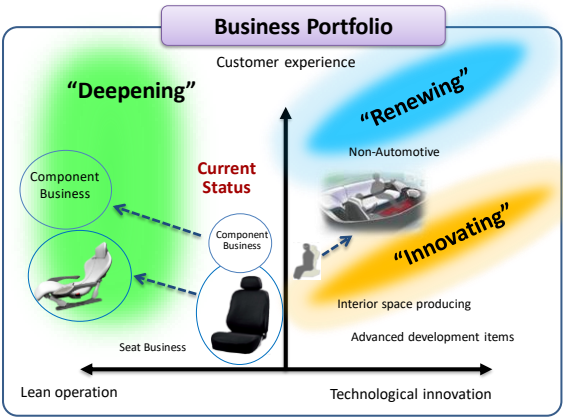 Business Portfolio
Customer experience
“Deepening”
“Renewing”
Non-Automotive
Current
Status
Component
Business
Component
Business
“Innovating”
Interior space producing
Advanced development items
Seat Business
Lean operation
Technological innovation